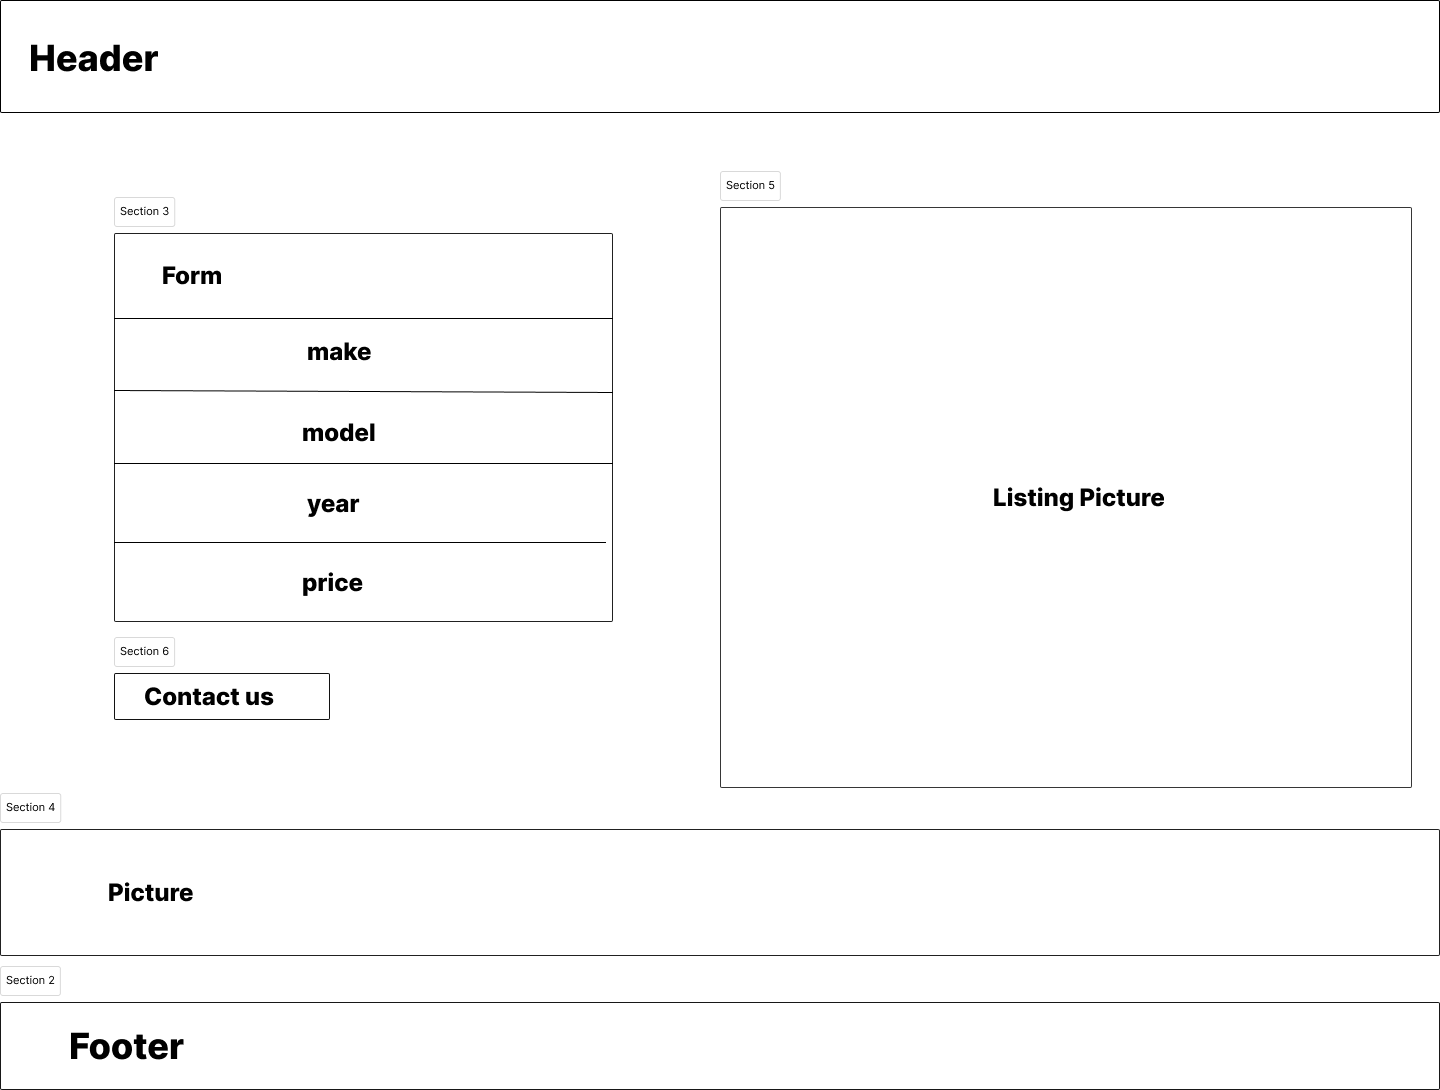 Header
Section 3
Form
make
model
year
price
Section 6
Contact us
Section 5
Listing Picture
Section 4
Picture
Section 2
Footer